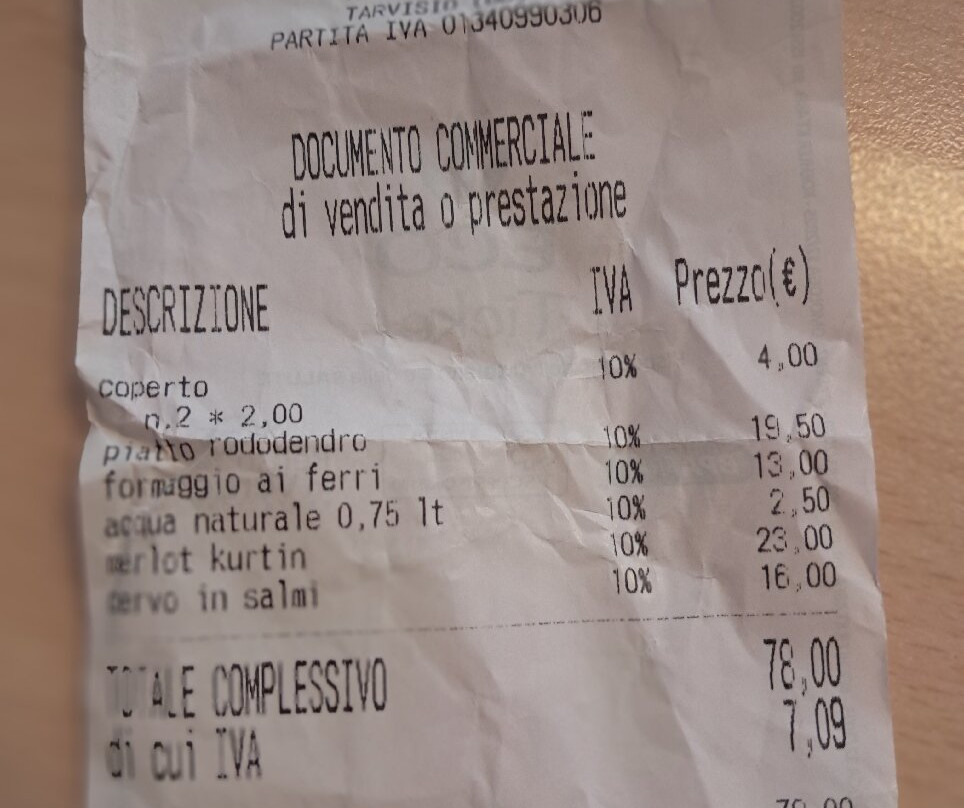 TARVISIO
PARTITA IVA 01340990306
DOCUMENTO COMMERCIALE
di vendita o prestazione
DESCRIZIONE IVA Prezzo(€)
coperto 10% 4,00
n.2 * 2,00
piatto rododendro 10% 19,50
formaggio ai ferri 10% 13,00
acqua naturale 0,75 lt 10% 2,50
merlot kurtin 10% 23,00
cervo in salmi 10% 16,00
TOTALE COMPLESSIVO 78,00
di cui IVA 7,09